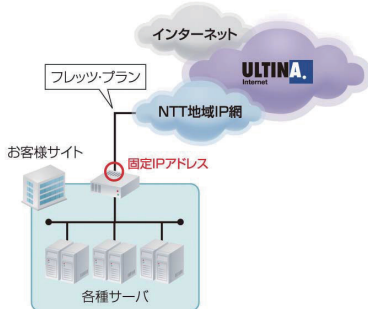 インターネット
ULTINA.
Internet
フレッツ・プラン
NTT地域IP網
お客様サイト
固定IPアドレス
各種サーバ